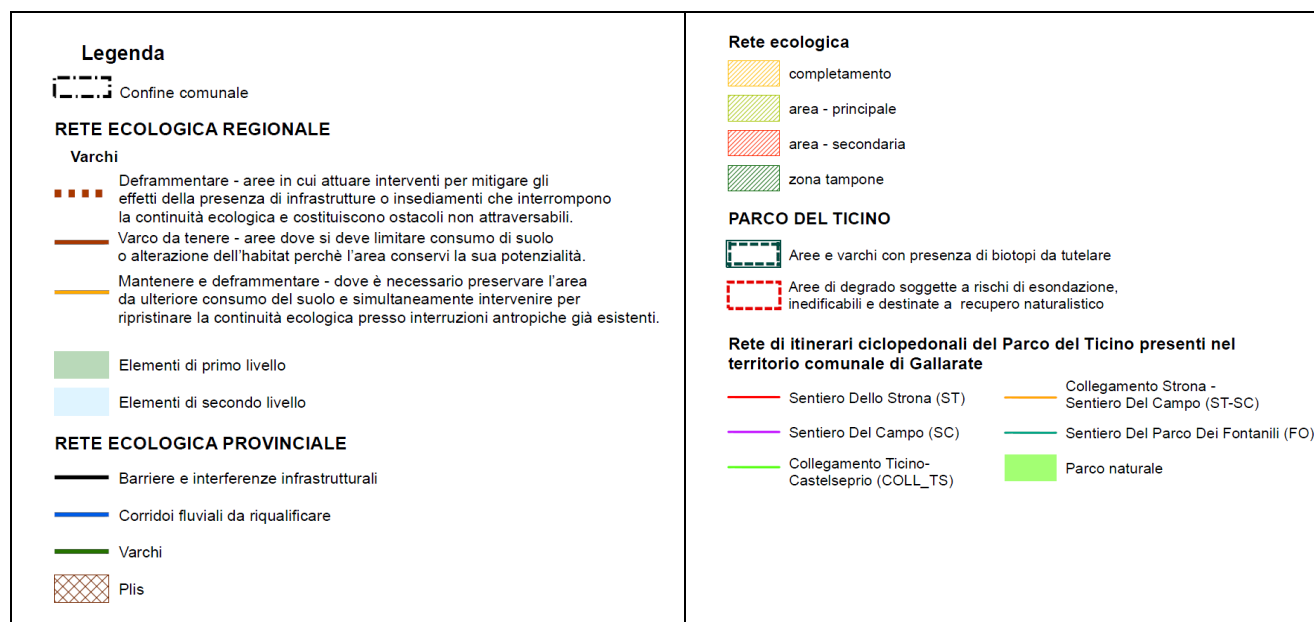 Legenda
Confine comunale
RETE ECOLOGICA REGIONALE
Varchi
Deframmentare - aree in cui attuare interventi per mitigare gli
effetti della presenza di infrastrutture o insediamenti che interrompono
la continuità ecologica e costituiscono ostacoli non attraversabili.
Varco da tenere - aree dove si deve limitare consumo di suolo
o alterazione dell'habitat perchè l'area conservi la sua potenzialità.
Mantenere e deframmentare - dove è necessario preservare l'area
da ulteriore consumo del suolo e simultaneamente intervenire per
ripristinare la continuità ecologica presso interruzioni antropiche già esistenti.
Elementi di primo livello
Elementi di secondo livello
RETE ECOLOGICA PROVINCIALE
Barriere e interferenze infrastrutturali
Corridoi fluviali da riqualificare
Varchi
Plis
Rete ecologica
completamento
area - principale
area - secondaria
zona tampone
PARCO DEL TICINO
Aree e varchi con presenza di biotopi da tutelare
Aree di degrado soggette a rischi di esondazione,
inedificabili e destinate a recupero naturalistico
Rete di itinerari ciclopedonali del Parco del Ticino presenti nel
territorio comunale di Gallarate
Sentiero Dello Strona (ST)
Sentiero Del Campo (SC)
Collegamento Ticino-
Castelseprio (COLL_TS)
Collegamento Strona -
Sentiero Del Campo (ST-SC)
Sentiero Del Parco Dei Fontanili (FO)
Parco naturale